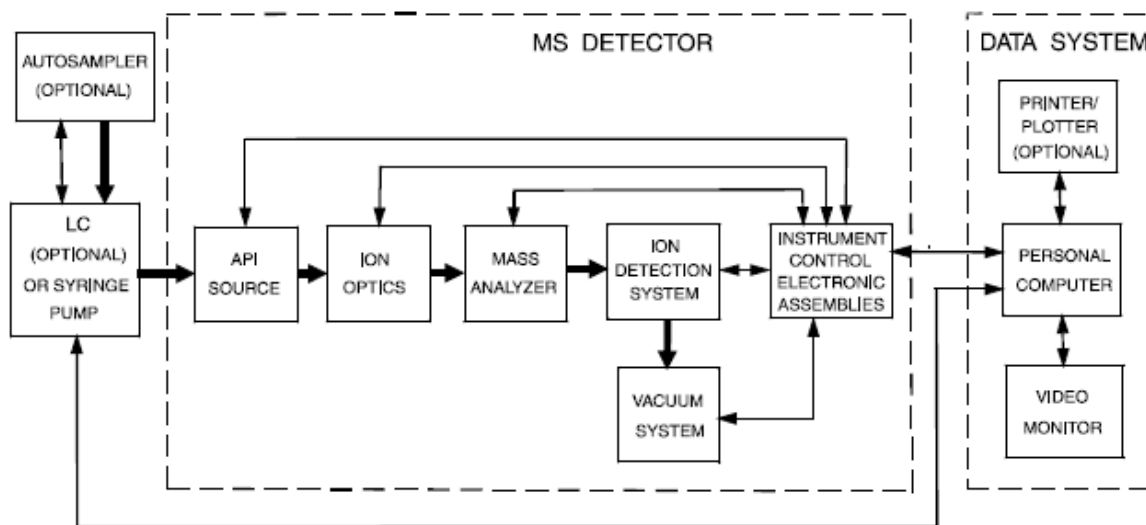 MS DETECTOR
DATA SYSTEM
AUTOSAMPLER
(OPTIONAL)
PRINTER/
PLOTTER
(OPTIONAL)
LC
(OPTIONAL)
OR SYRINGE
PUMP
API
SOURCE
ION
OPTICS
MASS
ANALYZER
ION
DETECTION
SYSTEM
INSTRUMENT
CONTROL
ELECTRONIC
ASSEMBLIES
PERSONAL
COMPUTER
VACUUM
SYSTEM
VIDEO
MONITOR